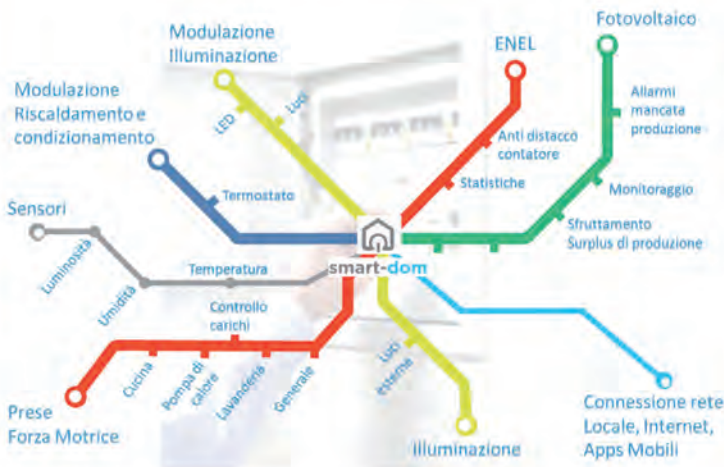 Modulazione
Illuminazione
ENEL
Fotovoltaico
Modulazione
Riscaldamento e
condizionamento
LED
Luci
Allarmi
mancata
produzione
Anti distacco
contatore
Statistiche
Monitoraggio
Termostato
Sensori
Sfruttamento
Surplus di produzione
Luminosità
Umidità
Temperatura
smart-dom
Controllo
carichi
Cucina
Pompa di
calore
Lavanderia
Generale
Luci
esterne
Prese
Forza Motrice
Illuminazione
Connessione rete
Locale, Internet,
Apps Mobili